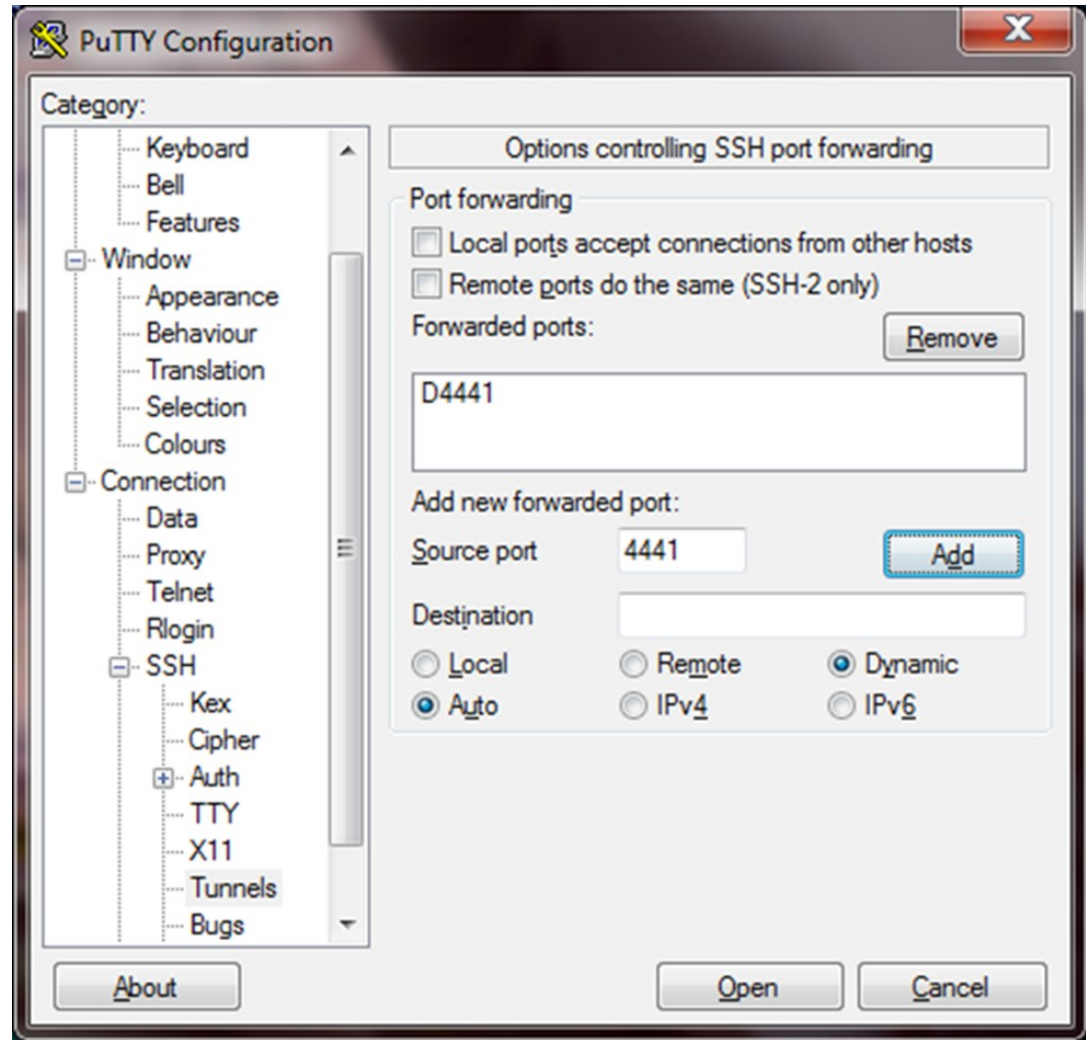 PuTTY Configuration
Category:
Keyboard
Bell
Features
Window
Appearance
Behaviour
Translation
Selection
Colours
Connection
Data
Proxy
Telnet
Rlogin
SSH
Kex
Cipher
Auth
TTY
X11
Tunnels
Bugs
Options controlling SSH port forwarding
Port forwarding
Local ports accept connections from other hosts
Remote ports do the same (SSH-2 only)
Forwarded ports:
Remove
D4441
Add new forwarded port:
Source port 4441 Add
Destination
Local Remote Dynamic
Auto IPv4 IPv6
About Open Cancel